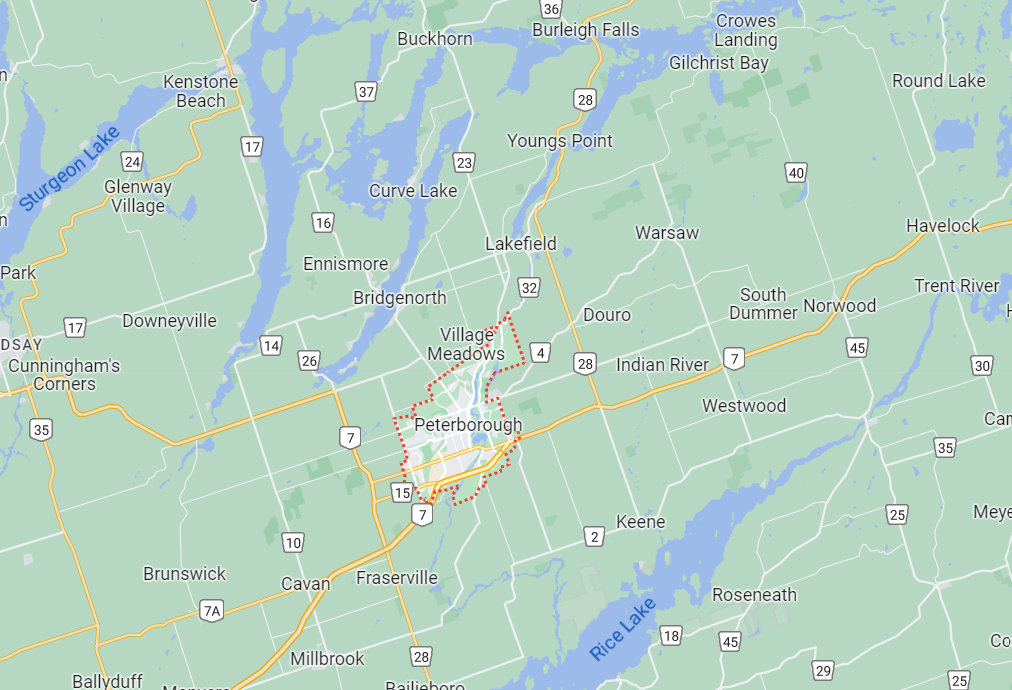 36
Buckhorn
Burleigh Falls
Crowes
Landing
Gilchrist Bay
Kenstone
Beach
37
28
Round Lake
Youngs Point
17
Sturgeon Lake
24
23
40
Glenway
Village
Curve Lake
16
Warsaw
Havelock
Lakefield
Ennismore
Park
32
Trent River
Bridgenorth
South
Dummer
Norwood
Douro
17
Downeyville
Village
Meadows
DSAY
14
26
4
28
7
45
30
Cunningham's
Corners
Indian River
Westwood
35
7
Peterborough
35
15
7
25
Keene
2
10
Brunswick
Cavan
Fraserville
Roseneath
7A
Rice Lake
18
45
Millbrook
28
29
25
Ballyduff